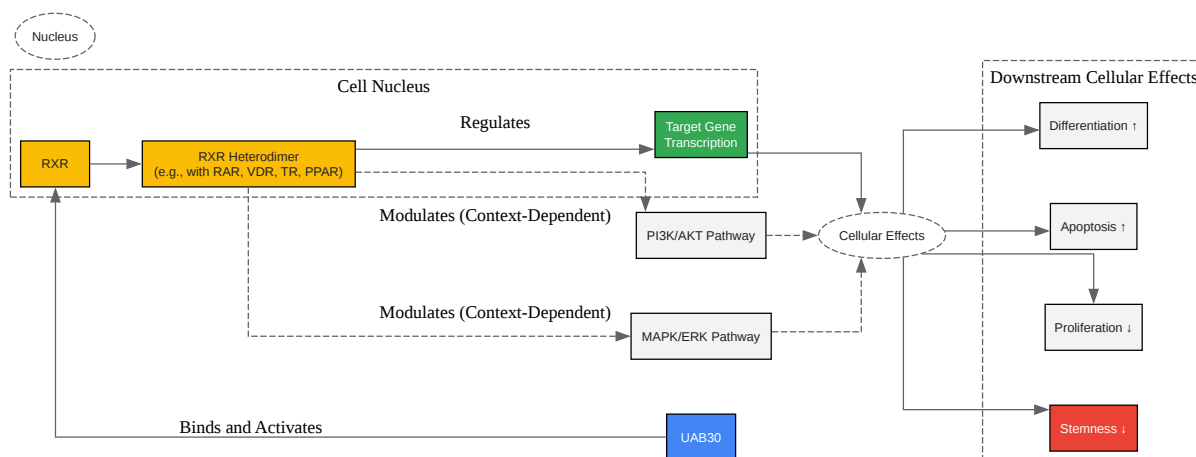 Nucleus
Cell Nucleus
Downstream Cellular Effects
Regulates
Target Gene
Transcription
Differentiation ↑
RXR
RXR Heterodimer
(e.g., with RAR, VDR, TR, PPAR)
Modulates (Context-Dependent)
PI3K/AKT Pathway
Cellular Effects
Apoptosis ↑
Modulates (Context-Dependent)
MAPK/ERK Pathway
Proliferation ↓
Binds and Activates
UAB30
Stemness ↓